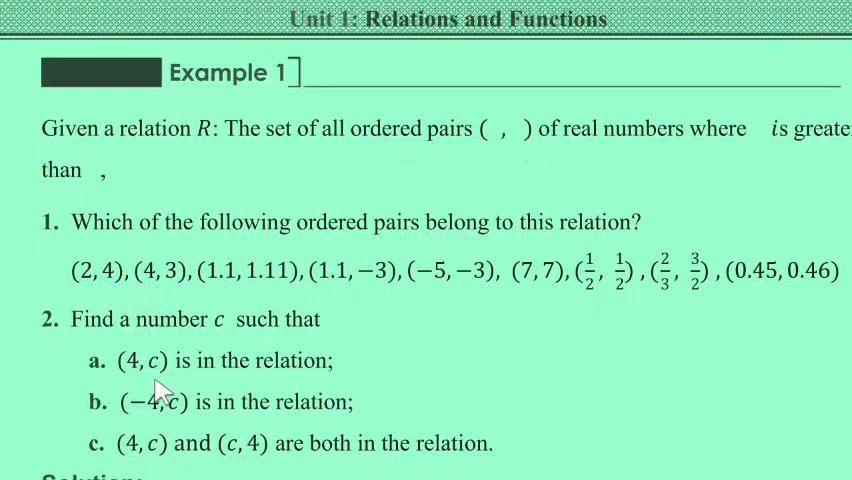 Unit 1: Relations and Functions
Example 1
Given a relation R: The set of all ordered pairs ( , ) of real numbers where is greate
than ,
1. Which of the following ordered pairs belong to this relation?
(2, 4), (4, 3), (1.1, 1.11), (1.1, −3), (−5, −3), (7, 7), (1/2, 1/2) , (2/3, 3/2) , (0.45, 0.46)
2. Find a number c such that
a. (4, c) is in the relation;
b. (−4, c) is in the relation;
c. (4, c) and (c, 4) are both in the relation.
Solution: